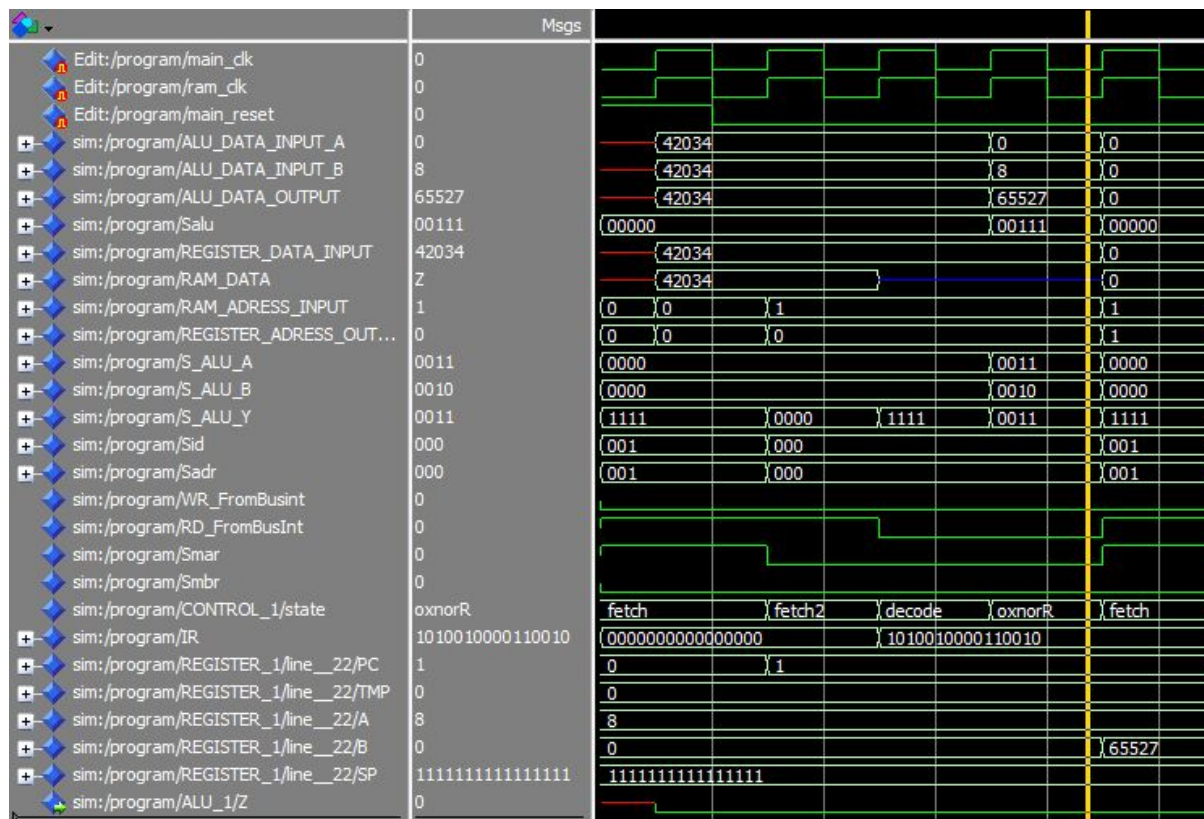 Msgs
Edit:/program/main_clk 0
Edit:/program/ram_clk 0
Edit:/program/main_reset 0
sim:/program/ALU_DATA_INPUT_A 0 42034 0 0
sim:/program/ALU_DATA_INPUT_B 8 42034 8 0
sim:/program/ALU_DATA_OUTPUT 65527 42034 65527 0
sim:/program/Salu 00111 00000 00111 00000
sim:/program/REGISTER_DATA_INPUT 42034 42034 0
sim:/program/RAM_DATA Z 42034 0
sim:/program/RAM_ADRESS_INPUT 1 0 0 1 1
sim:/program/REGISTER_ADRESS_OUT... 0 0 0 0 1
sim:/program/S_ALU_A 0011 0000 0011 0000
sim:/program/S_ALU_B 0010 0000 0010 0000
sim:/program/S_ALU_Y 0011 1111 0000 1111 0011 1111
sim:/program/Sid 000 001 000 001
sim:/program/Sadr 000 001 000 001
sim:/program/WR_FromBusint 0
sim:/program/RD_FromBusInt 0
sim:/program/Smar 0
sim:/program/Smbr 0
sim:/program/CONTROL_1/state oxnorR fetch fetch2 decode oxnorR fetch
sim:/program/IR 1010010000110010 0000000000000000 1010010000110010
sim:/program/REGISTER_1/line__22/PC 1 0 1
sim:/program/REGISTER_1/line__22/TMP 0 0
sim:/program/REGISTER_1/line__22/A 8 8
sim:/program/REGISTER_1/line__22/B 0 0 65527
sim:/program/REGISTER_1/line__22/SP 1111111111111111 1111111111111111
sim:/program/ALU_1/Z 0